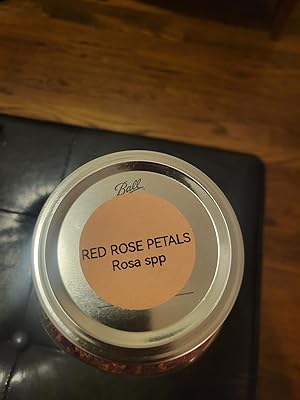 Ball
RED ROSE PETALS
Rosa spp